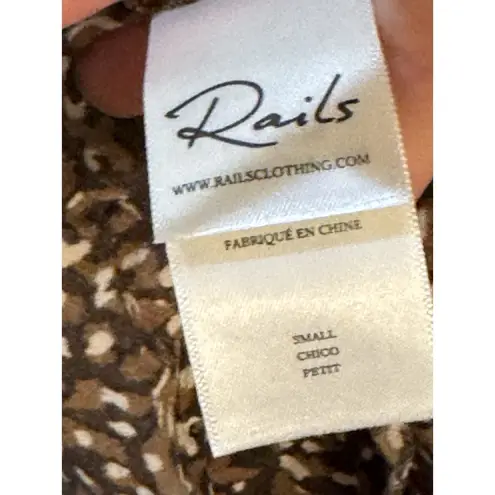 Rails
WWW.RAILSCLOTHING.COM
FABRIQUÉ EN CHINE
SMALL
CHICO
PETIT